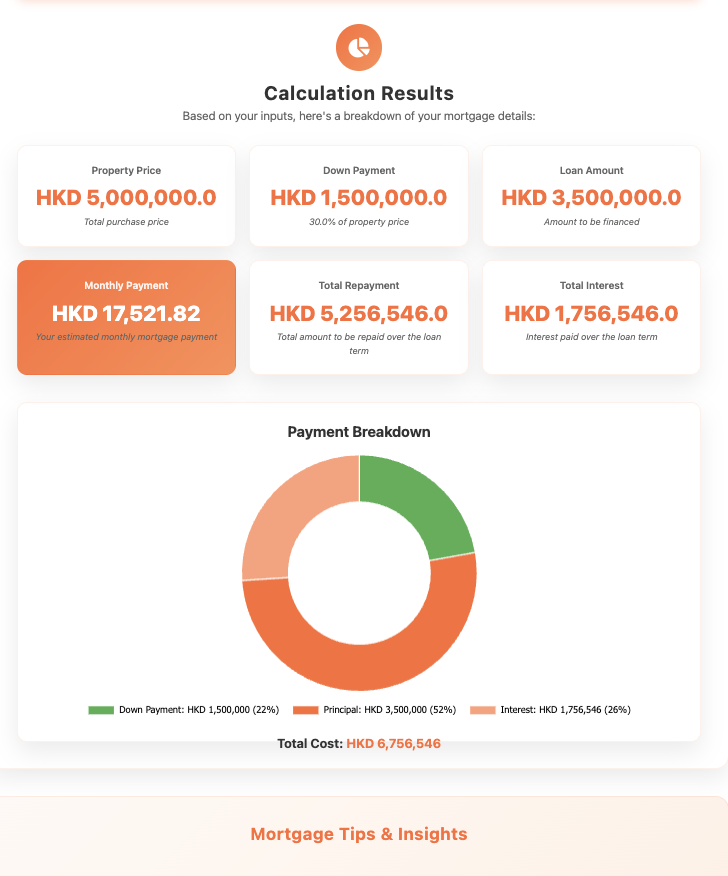 Calculation Results
Based on your inputs, here's a breakdown of your mortgage details:
Property Price
HKD 5,000,000.0
Total purchase price
Down Payment
HKD 1,500,000.0
30.0% of property price
Loan Amount
HKD 3,500,000.0
Amount to be financed
Monthly Payment
HKD 17,521.82
Your estimated monthly mortgage payment
Total Repayment
HKD 5,256,546.0
Total amount to be repaid over the loan
term
Total Interest
HKD 1,756,546.0
Interest paid over the loan term
Payment Breakdown
Down Payment: HKD 1,500,000 (22%)
Principal: HKD 3,500,000 (52%)
Interest: HKD 1,756,546 (26%)
Total Cost: HKD 6,756,546
Mortgage Tips & Insights